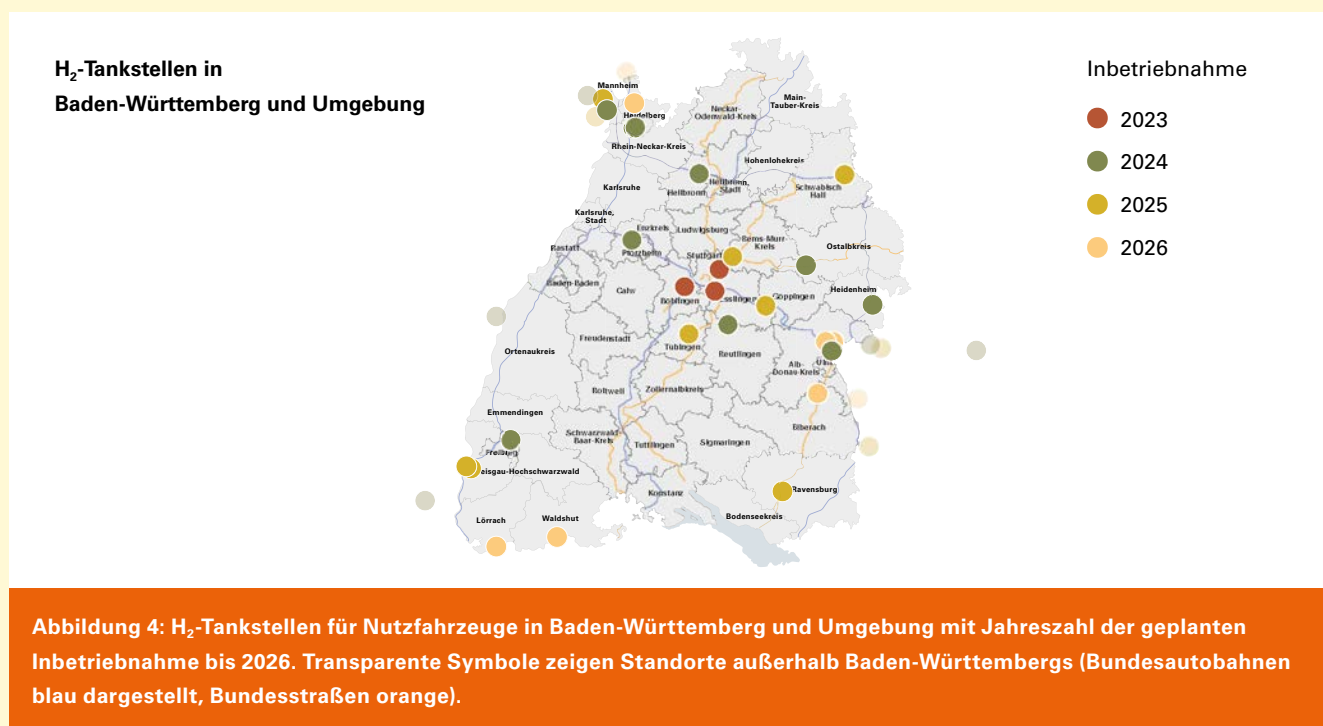 H₂-Tankstellen in
Baden-Württemberg und Umgebung
Inbetriebnahme
2023
2024
2025
2026
Mannheim
Main-
Tauber-Kreis
Neckar-
Odenwald-Kreis
Heidelberg
Rhein-Neckar-Kreis
Hohenlohekreis
Heilbronn,
Stadt
Heilbronn
Schwäbisch
Hall
Karlsruhe
Karlsruhe,
Stadt
Enzkreis
Ludwigsburg
Rems-Murr-
Kreis
Ostalbkreis
Rastatt
Pforzheim
Stuttgart
Baden-Baden
Calw
Böblingen
Esslingen
Göppingen
Heidenheim
Freudenstadt
Tübingen
Reutlingen
Ortenaukreis
Alb-
Donau-Kreis
Ulm
Rottweil
Zollernalbkreis
Emmendingen
Biberach
Schwarzwald-
Baar-Kreis
Tuttlingen
Sigmaringen
Freiburg
eisgau-Hochschwarzwald
Konstanz
Ravensburg
Bodenseekreis
Lörrach
Waldshut
Abbildung 4: H₂-Tankstellen für Nutzfahrzeuge in Baden-Württemberg und Umgebung mit Jahreszahl der geplanten
Inbetriebnahme bis 2026. Transparente Symbole zeigen Standorte außerhalb Baden-Württembergs (Bundesautobahnen
blau dargestellt, Bundesstraßen orange).